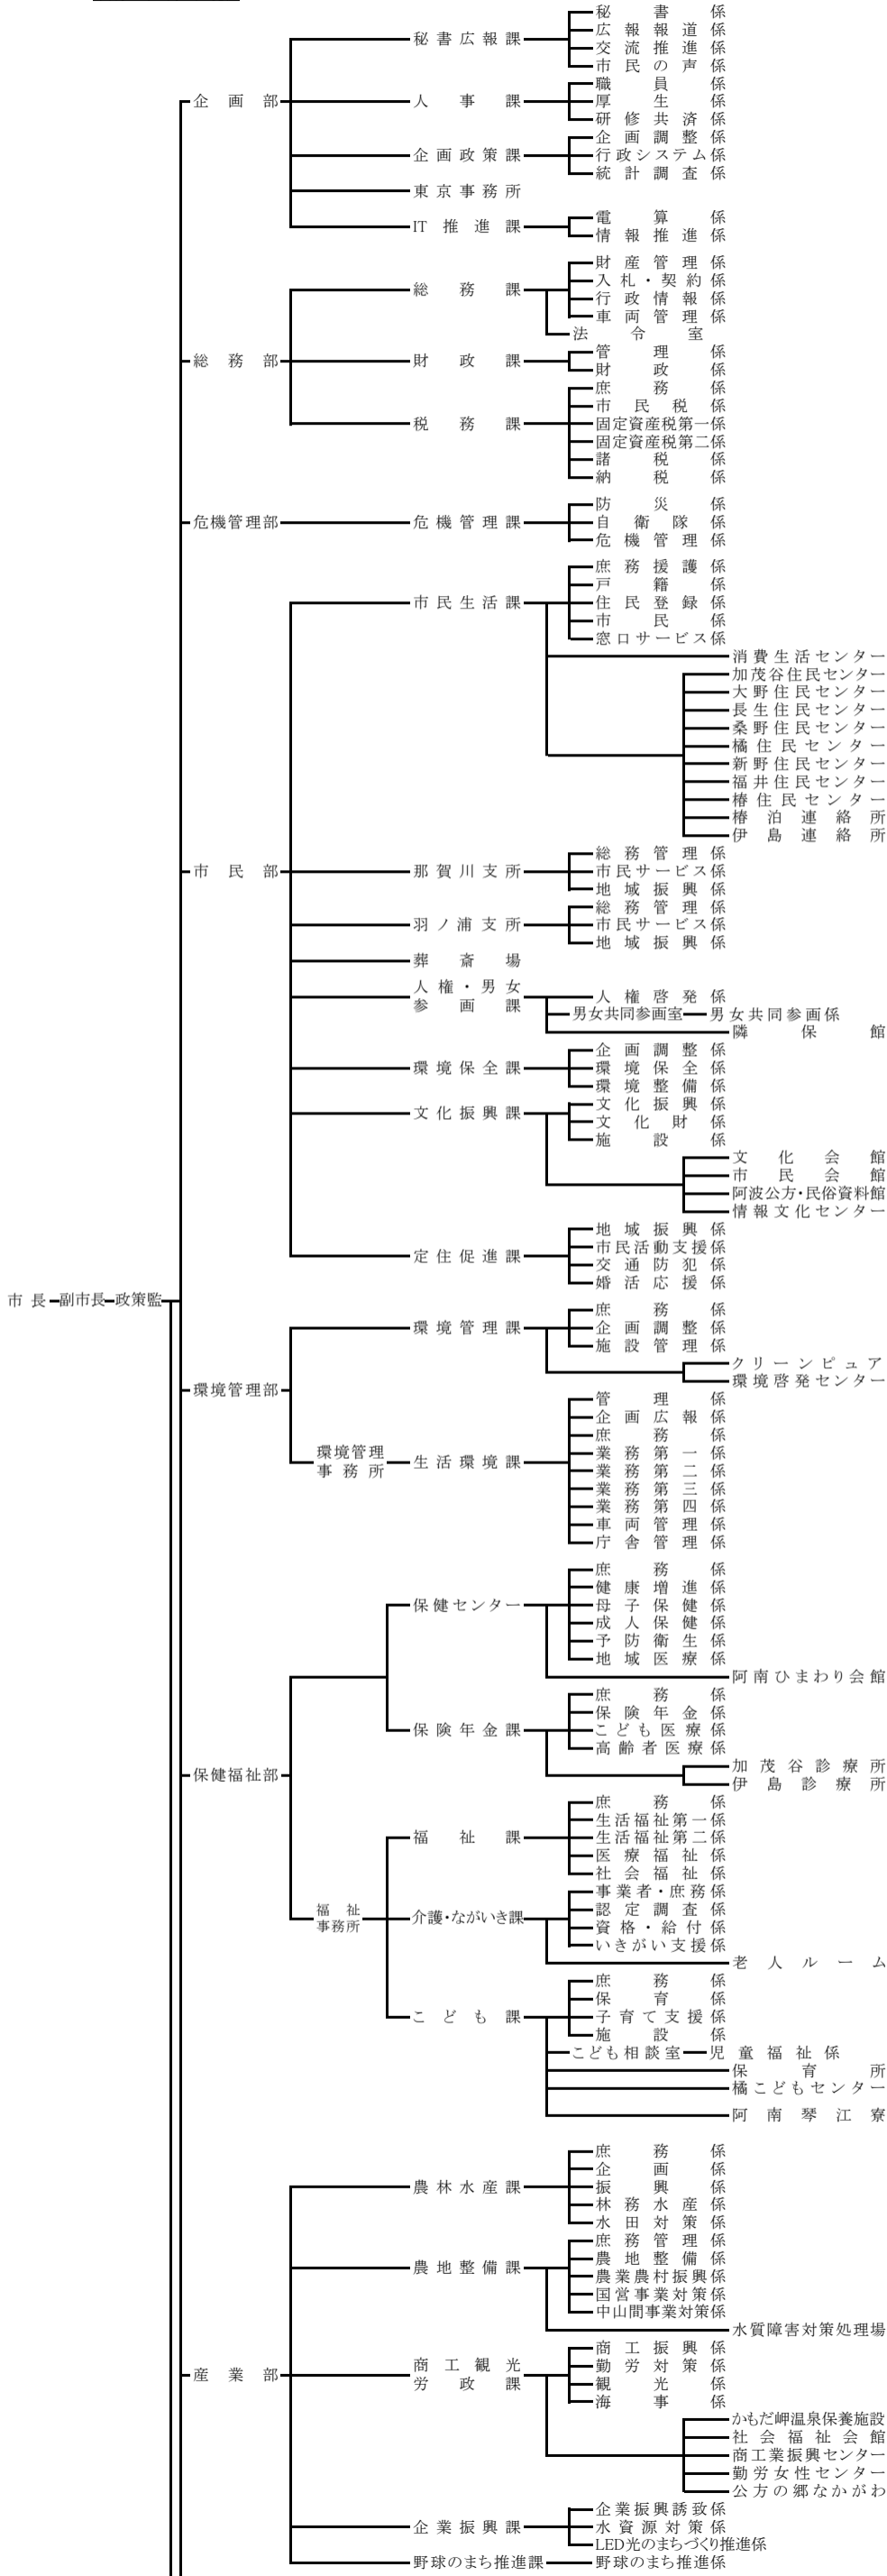 秘書係
広報報道係
秘書広報課
交流推進係
市民の声係
職員係
企画部
人事課
厚生係
研修共済係
企画調整係
企画政策課
行政システム係
統計調査係
東京事務所
電算係
IT推進課
情報推進係
財産管理係
総務課
入札・契約係
行政情報係
車両管理係
法令室
管理係
総務部
財政課
財政係
庶務係
市民税係
税務課
固定資産税第一係
固定資産税第二係
諸税係
納税係
防災係
危機管理部
危機管理課
自衛隊係
危機管理係
庶務援護係
戸籍係
市民生活課
住民登録係
市民係
窓口サービス係
消費生活センター
加茂谷住民センター
大野住民センター
長生住民センター
桑野住民センター
橘住民センター
新野住民センター
福井住民センター
椿住民センター
椿泊連絡所
伊島連絡所
総務管理係
市民部
那賀川支所
市民サービス係
地域振興係
総務管理係
羽ノ浦支所
市民サービス係
地域振興係
葬斎場
人権・男女
参画課
人権啓発係
男女共同参画室
男女共同参画係
隣保館
企画調整係
環境保全課
環境保全係
環境整備係
文化振興課
文化振興係
文化財係
施設係
文化会館
市民会館
阿波公方・民俗資料館
情報文化センター
地域振興係
定住促進課
市民活動支援係
交通防犯係
婚活応援係
市長
副市長
政策監
庶務係
環境管理課
企画調整係
施設管理係
クリーンピュア
環境啓発センター
環境管理部
管理係
企画広報係
庶務係
環境管理
事務所
生活環境課
業務第一係
業務第二係
業務第三係
業務第四係
車両管理係
庁舎管理係
庶務係
健康増進係
保健センター
母子保健係
成人保健係
予防衛生係
地域医療係
阿南ひまわり会館
庶務係
保険年金係
保険年金課
こども医療係
高齢者医療係
加茂谷診療所
伊島診療所
保健福祉部
庶務係
生活福祉第一係
福祉課
生活福祉第二係
医療福祉係
社会福祉係
福祉
事務所
介護・ながいき課
事業者・庶務係
認定調査係
資格・給付係
いきがい支援係
老人ルーム
庶務係
保育係
こども課
子育て支援係
施設係
こども相談室
児童福祉係
保育所
橘こどもセンター
阿南琴江寮
庶務係
企画係
農林水産課
振興係
林務水産係
水田対策係
庶務管理係
農地整備課
農地整備係
農業農村振興係
国営事業対策係
中山間事業対策係
水質障害対策処理場
産業部
商工観光
労政課
商工振興係
勤労対策係
観光係
海事係
かもだ岬温泉保養施設
社会福祉会館
商工業振興センター
勤労女性センター
公方の郷なかがわ
企業振興誘致係
企業振興課
水資源対策係
LED光のまちづくり推進係
野球のまち推進課
野球のまち推進係